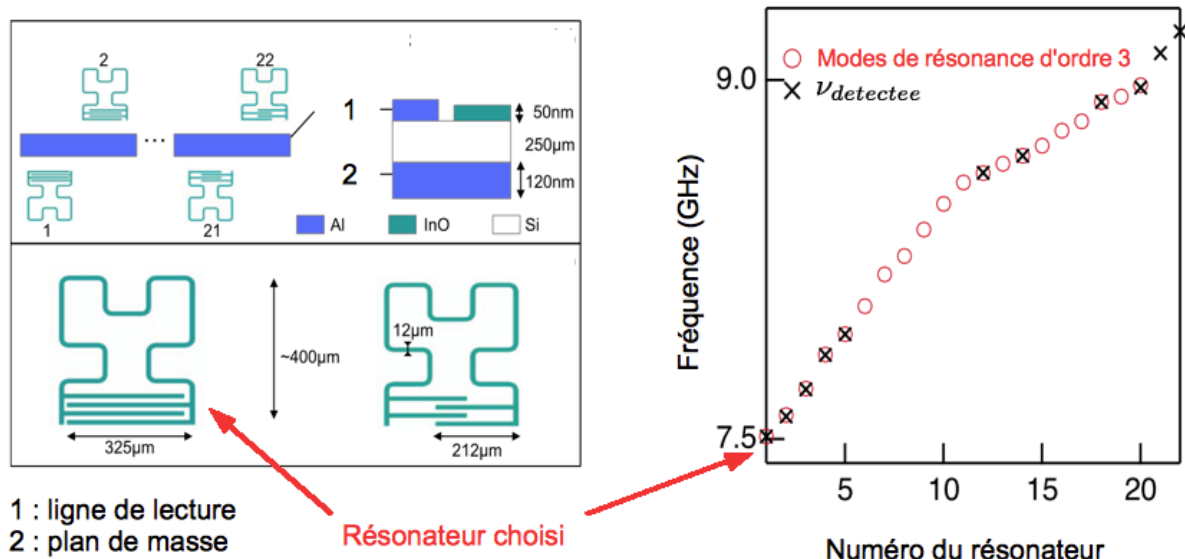 2
22
1
50nm
250µm
2
120nm
1
21
Al
InO
Si
12µm
~400µm
325µm
212µm
1 : ligne de lecture
2 : plan de masse
Résonateur choisi
Modes de résonance d'ordre 3
ν_detectee
9.0
7.5
Fréquence (GHz)
5
10
15
20
Numéro du résonateur